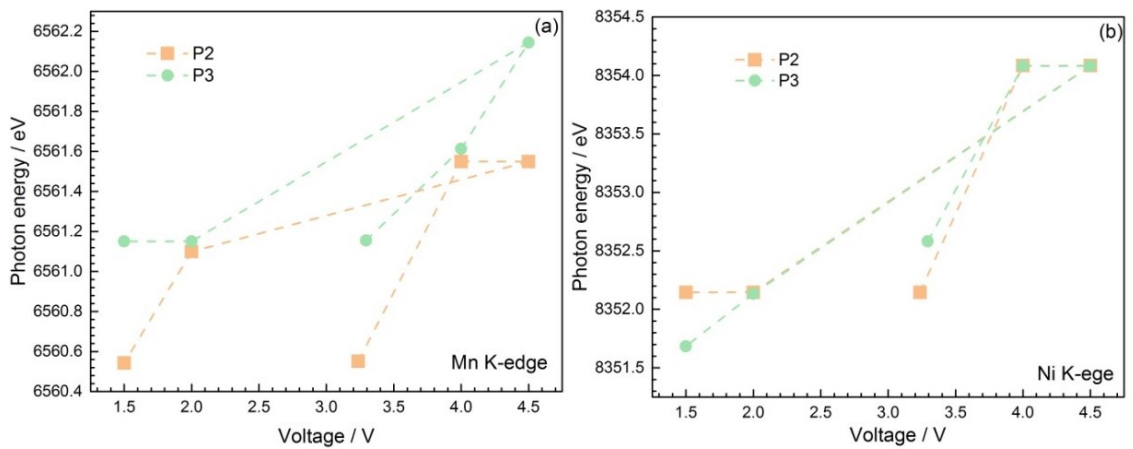 (a)
P2
P3
6562.2
6562.0
6561.8
6561.6
6561.4
6561.2
6561.0
6560.8
6560.6
6560.4
Photon energy / eV
Mn K-edge
1.5 2.0 2.5 3.0 3.5 4.0 4.5
Voltage / V
(b)
P2
P3
8354.5
8354.0
8353.5
8353.0
8352.5
8352.0
8351.5
Photon energy / eV
Ni K-ege
1.5 2.0 2.5 3.0 3.5 4.0 4.5
Voltage / V